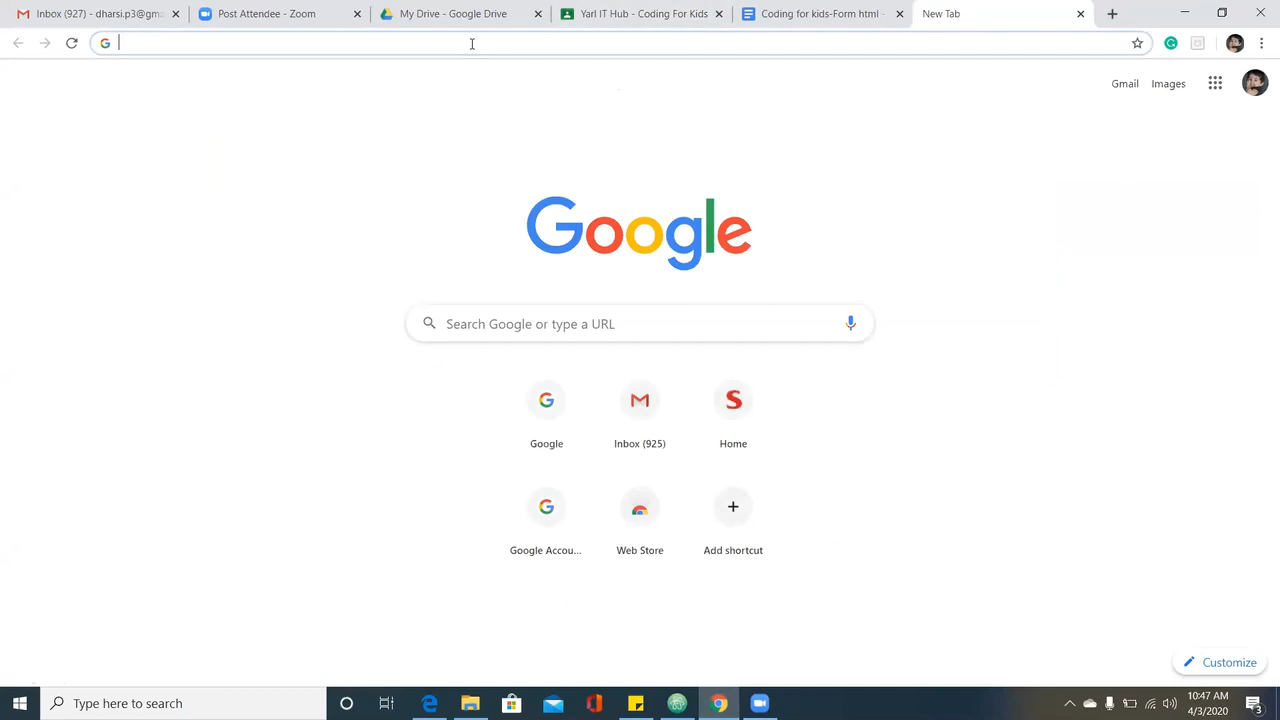 Inbox (927) - dharsi.p3@gma
Post Attendee - Zoom
My Drive - Google Drive
Yarl IT Hub - Coding For Kids
Coding for kids-Form html -
New Tab
Gmail
Images
Google
Search Google or type a URL
Google
Inbox (925)
Home
Google Accou...
Web Store
Add shortcut
Customize
Type here to search
10:47 AM
4/3/2020
3